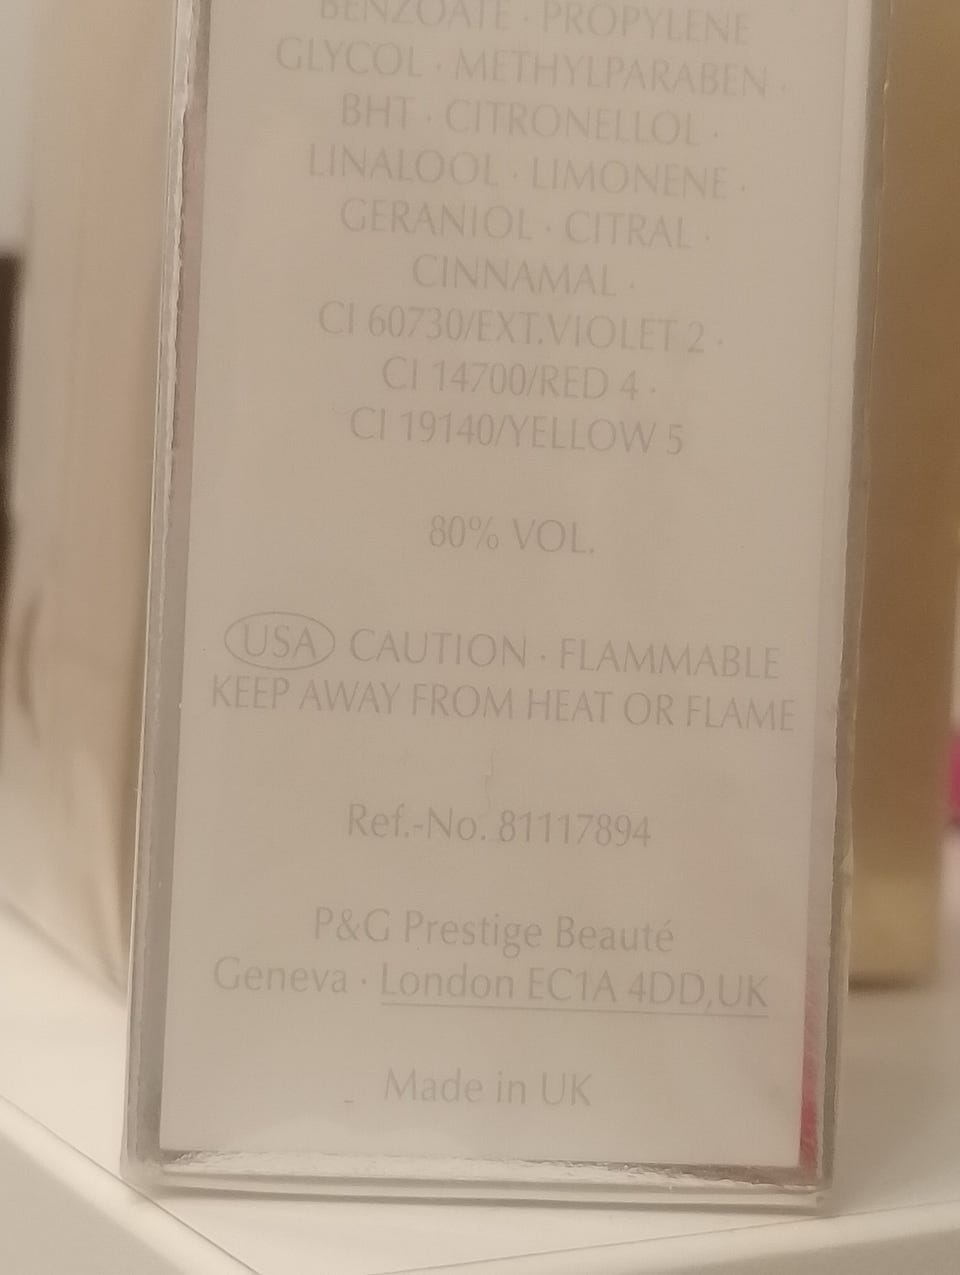 BENZOATE · PROPYLENE
GLYCOL · METHYLPARABEN ·
BHT · CITRONELLOL ·
LINALOOL · LIMONENE ·
GERANIOL · CITRAL ·
CINNAMAL ·
CI 60730/EXT.VIOLET 2 ·
CI 14700/RED 4 ·
CI 19140/YELLOW 5
80% VOL.
USA CAUTION · FLAMMABLE
KEEP AWAY FROM HEAT OR FLAME
Ref.-No. 81117894
P&G Prestige Beauté
Geneva · London EC1A 4DD,UK
Made in UK